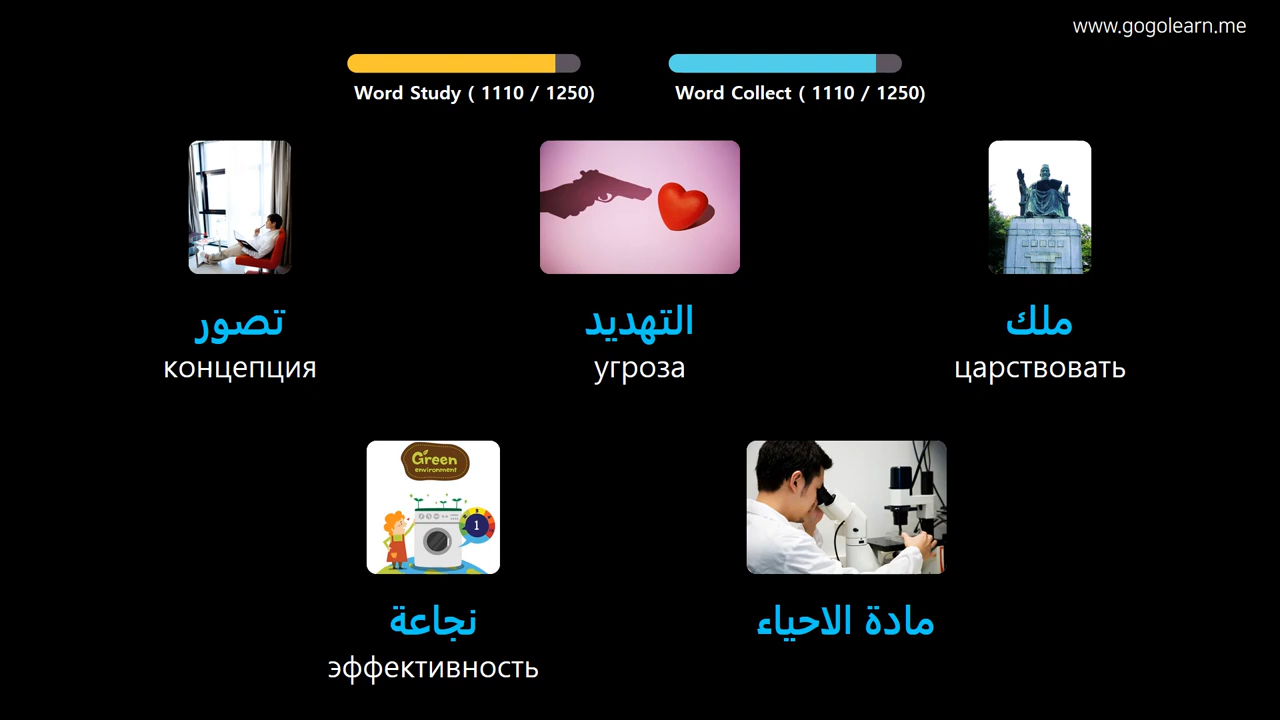 www.gogolearn.me
Word Study ( 1110 / 1250)
Word Collect ( 1110 / 1250)
تصور
концепция
التهديد
угроза
ملك
царствовать
Green
environment
1
نجاعة
эффективность
مادة الاحياء